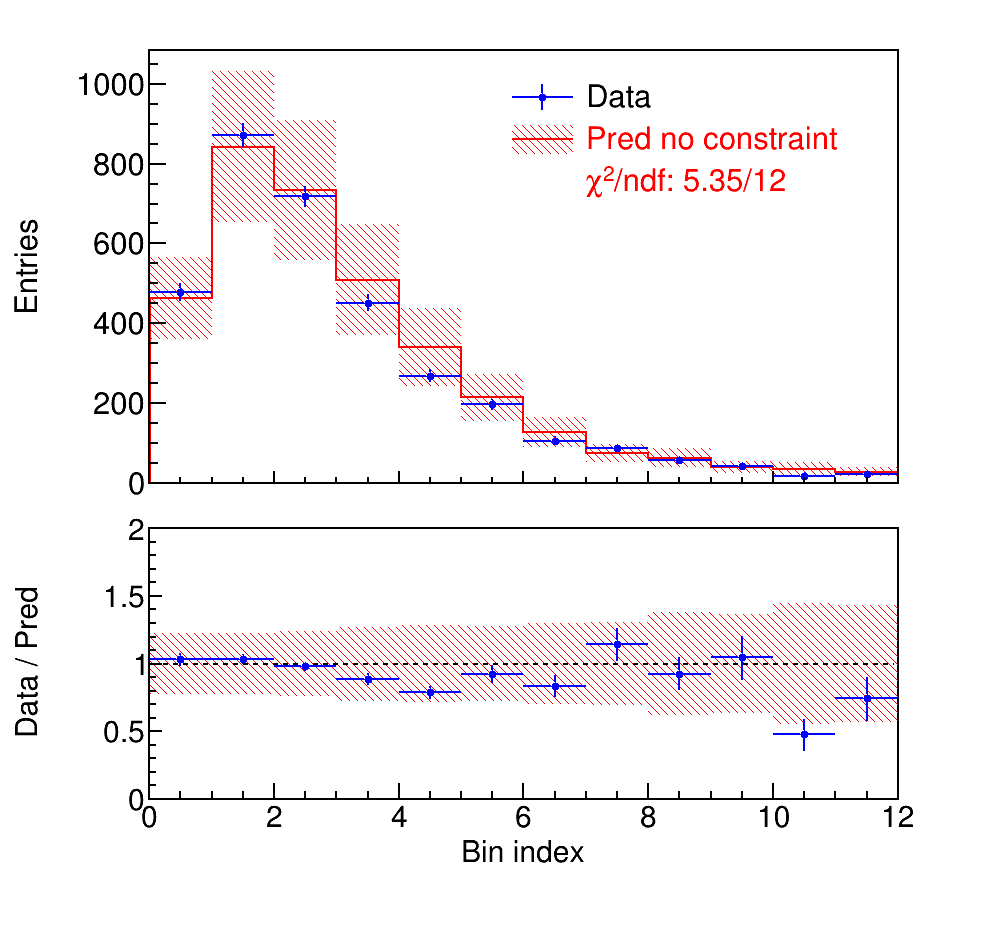 1000
800
600
400
200
0
Entries
Data
Pred no constraint
χ²/ndf: 5.35/12
2
1.5
1
0.5
0
Data / Pred
0 2 4 6 8 10 12
Bin index